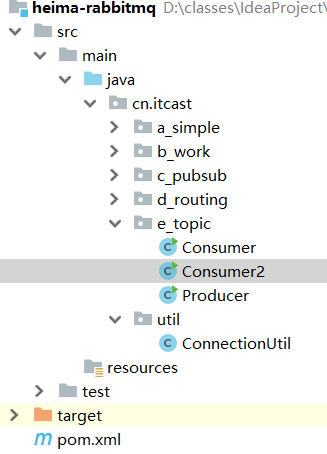 heima-rabbitmq D:\classes\IdeaProject\
src
main
java
cn.itcast
a_simple
b_work
c_pubsub
d_routing
e_topic
C Consumer
C Consumer2
C Producer
util
C ConnectionUtil
resources
test
target
m pom.xml